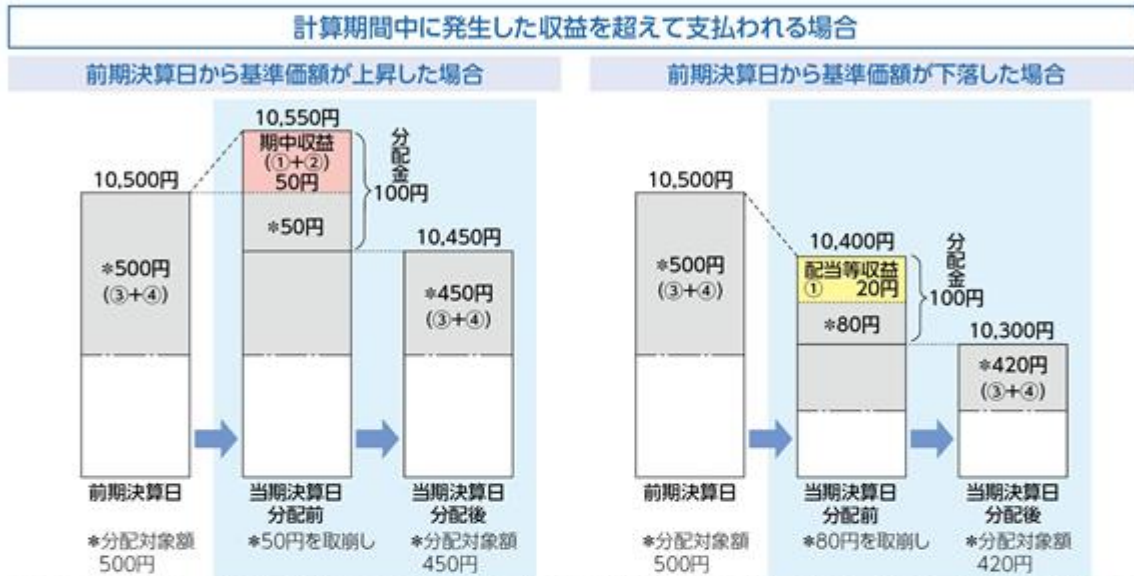 計算期間中に発生した収益を超えて支払われる場合
前期決算日から基準価額が上昇した場合
10,550円
期中収益
(①+②)
50円
分配金
100円
10,500円
*50円
10,450円
*500円
(③+④)
*450円
(③+④)
前期決算日
当期決算日
分配前
当期決算日
分配後
*分配対象額
500円
*50円を取崩し
*分配対象額
450円
前期決算日から基準価額が下落した場合
10,500円
10,400円
配当等収益
① 20円
分配金
100円
*500円
(③+④)
*80円
10,300円
*420円
(③+④)
前期決算日
当期決算日
分配前
当期決算日
分配後
*分配対象額
500円
*80円を取崩し
*分配対象額
420円